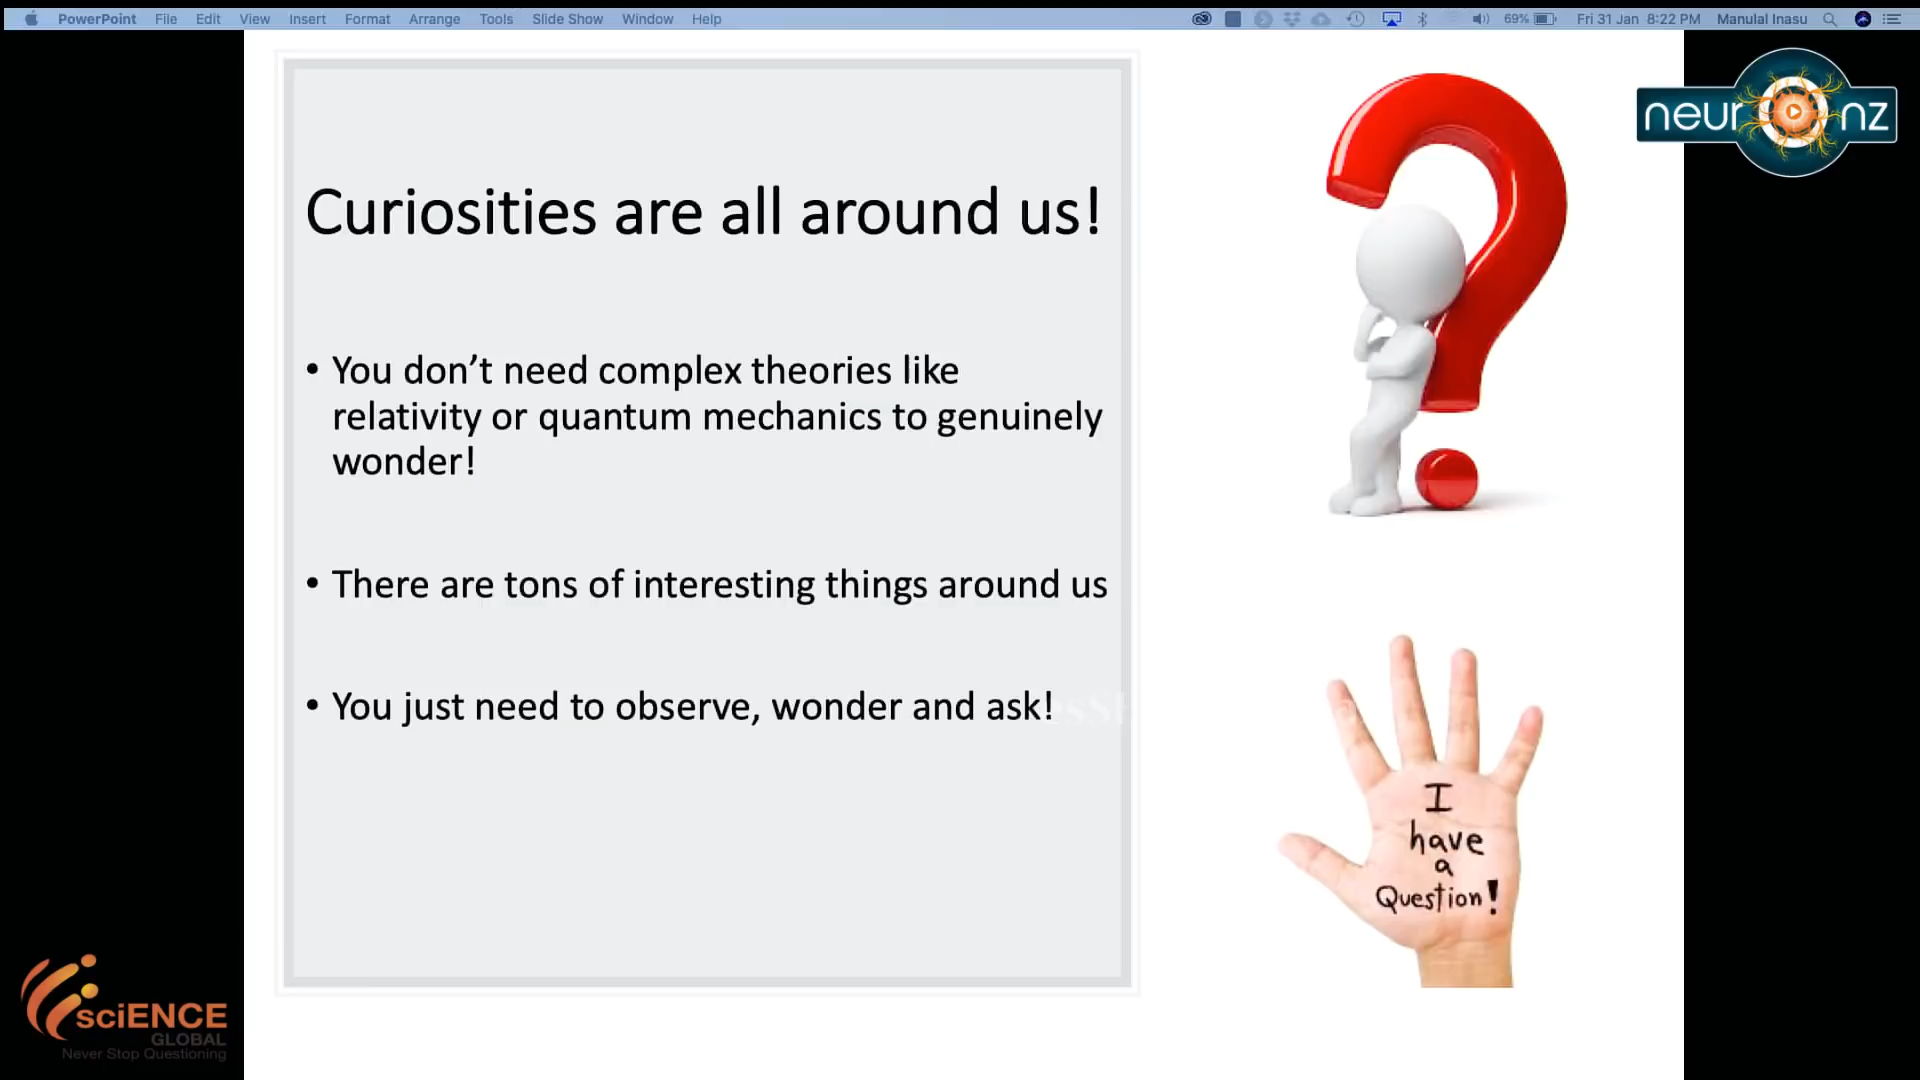 PowerPoint File Edit View Insert Format Arrange Tools Slide Show Window Help 69% Fri 31 Jan 8:22 PM Manulal Inasu
neur nz
Curiosities are all around us!
• You don’t need complex theories like
relativity or quantum mechanics to genuinely
wonder!
• There are tons of interesting things around us
• You just need to observe, wonder and ask!
I
have
a
Question!
sciENCE
GLOBAL
Never Stop Questioning